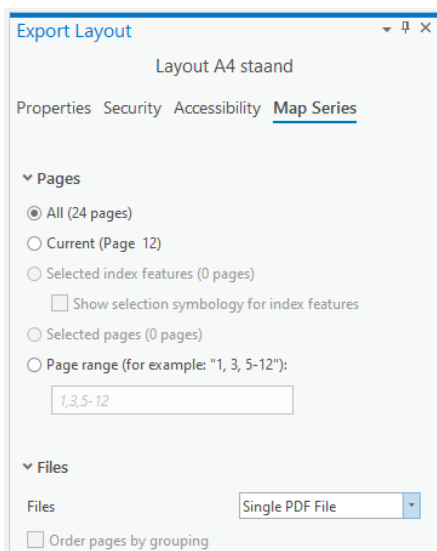 Export Layout
Layout A4 staand
Properties Security Accessibility Map Series
Pages
All (24 pages)
Current (Page 12)
Selected index features (0 pages)
Show selection symbology for index features
Selected pages (0 pages)
Page range (for example: "1, 3, 5-12"):
1,3,5-12
Files
Files Single PDF File
Order pages by grouping